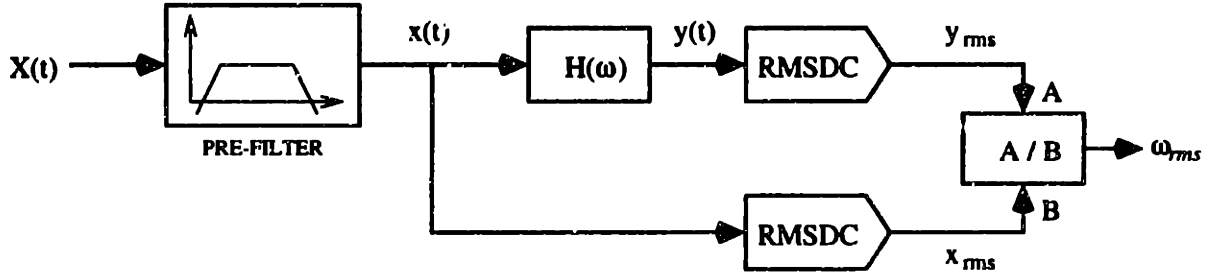 X(t)
PRE-FILTER
x(t)
H(ω)
y(t)
RMSDC
y rms
A
A / B
ω rms
B
RMSDC
x rms